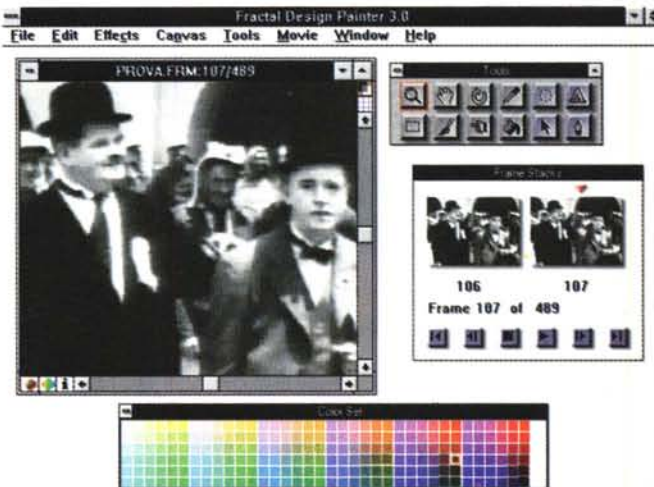 Fractal Design Painter 3.0
File Edit Effects Canvas Tools Movie Window Help
PROVA.FRM:107/489
Tools
Frame Stacks
106 107
Frame 107 of 489
Color Set